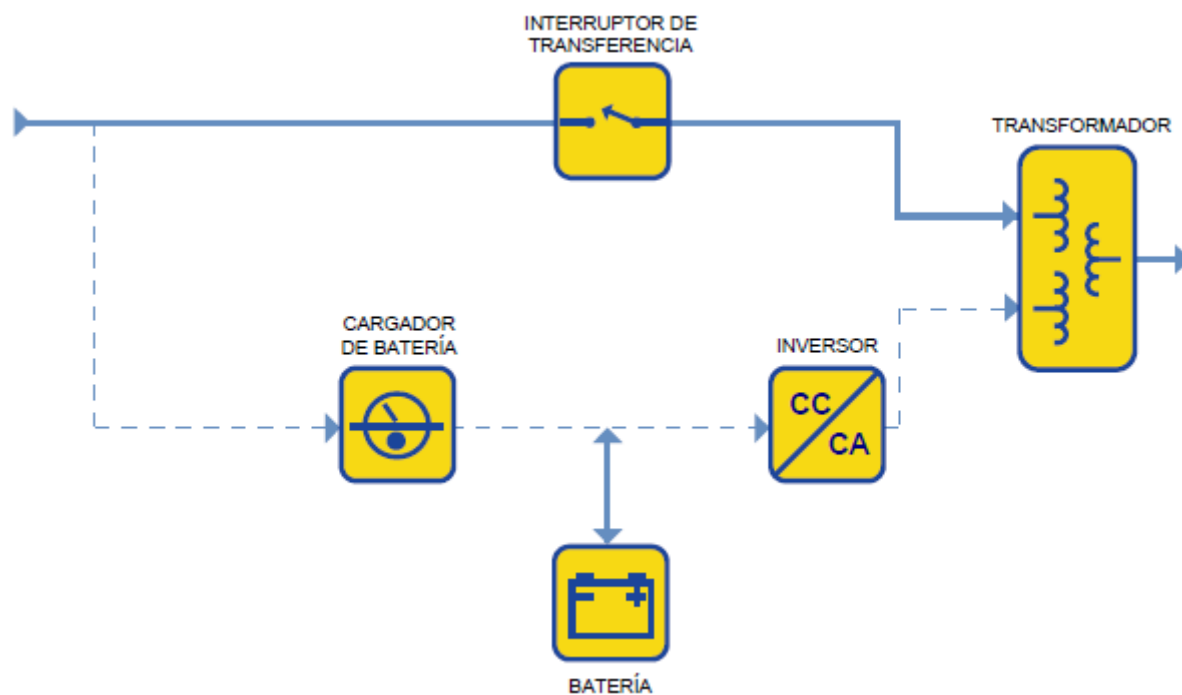 INTERRUPTOR DE
TRANSFERENCIA
TRANSFORMADOR
CARGADOR
DE BATERÍA
INVERSOR
CC
CA
BATERÍA